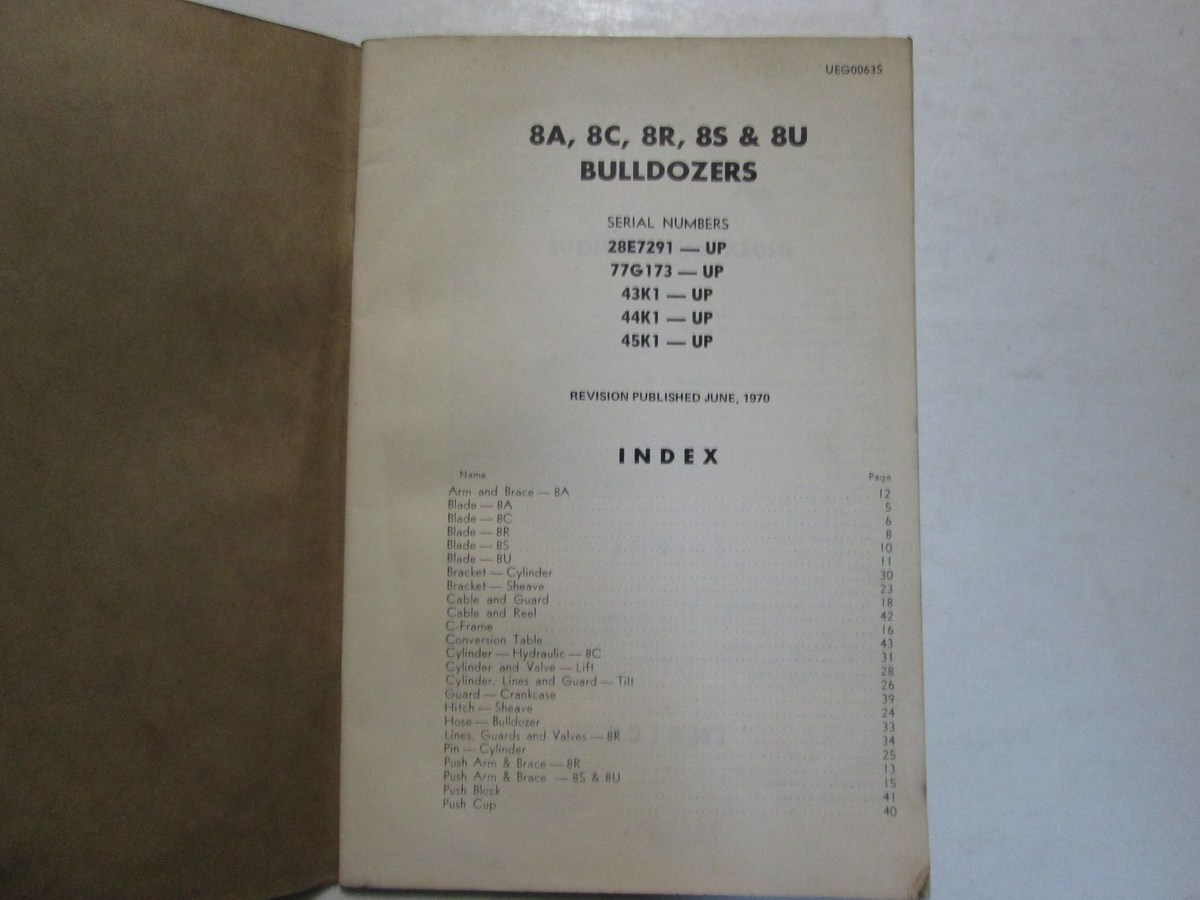 UEG0063S
8A, 8C, 8R, 8S & 8U
BULLDOZERS
SERIAL NUMBERS
28E7291 — UP
77G173 — UP
43K1 — UP
44K1 — UP
45K1 — UP
REVISION PUBLISHED JUNE, 1970
INDEX
Name Page
Arm and Brace — 8A 12
Blade — 8A 5
Blade — 8C 6
Blade — 8R 8
Blade — 8S 10
Blade — 8U 11
Bracket — Cylinder 30
Bracket — Sheave 23
Cable and Guard 18
Cable and Reel 42
C-Frame 16
Conversion Table 43
Cylinder — Hydraulic — 8C 31
Cylinder and Valve — Lift 28
Cylinder, Lines and Guard — Tilt 26
Guard — Crankcase 39
Hitch — Sheave 24
Hose — Bulldozer 33
Lines, Guards and Valves — 8R 34
Pin — Cylinder 25
Push Arm & Brace — 8R 13
Push Arm & Brace — 8S & 8U 15
Push Block 41
Push Cup 40